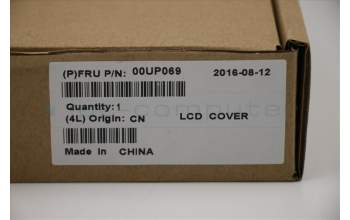 (P)FRU P/N: 00UP069 2016-08-12
Quantity:1
(4L) Origin: CN LCD COVER
Made In CHINA